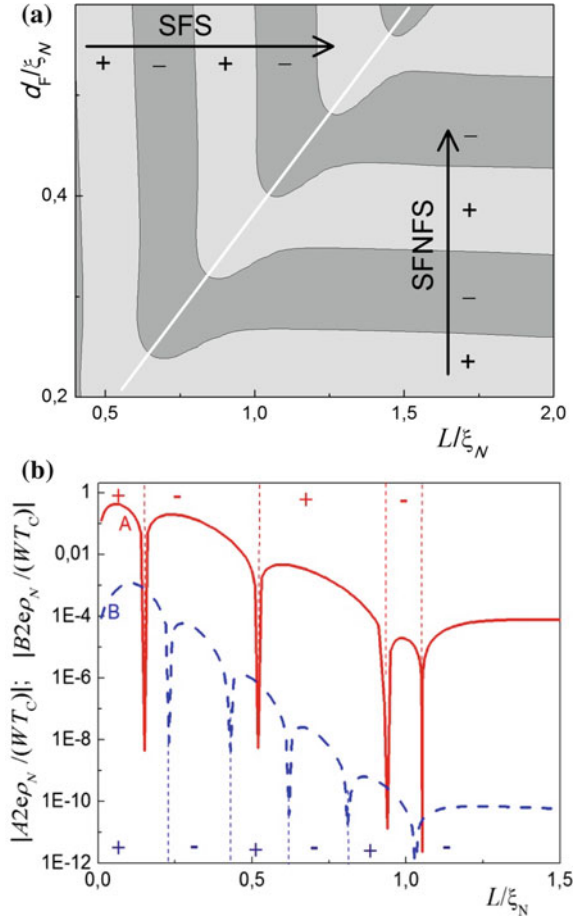 (a)
d_F/ξ_N
SFS
+ − + −
0,4
0,2
SFNFS
−
+
−
+
0,5 1,0 1,5 2,0
L/ξ_N
(b)
|A2eρ_N/(WT_C)|; |B2eρ_N/(WT_C)|
1
0,01
1E-4
1E-6
1E-8
1E-10
1E-12
+ - + -
A
B
+ - + - + -
0,0 0,5 1,0 1,5
L/ξ_N